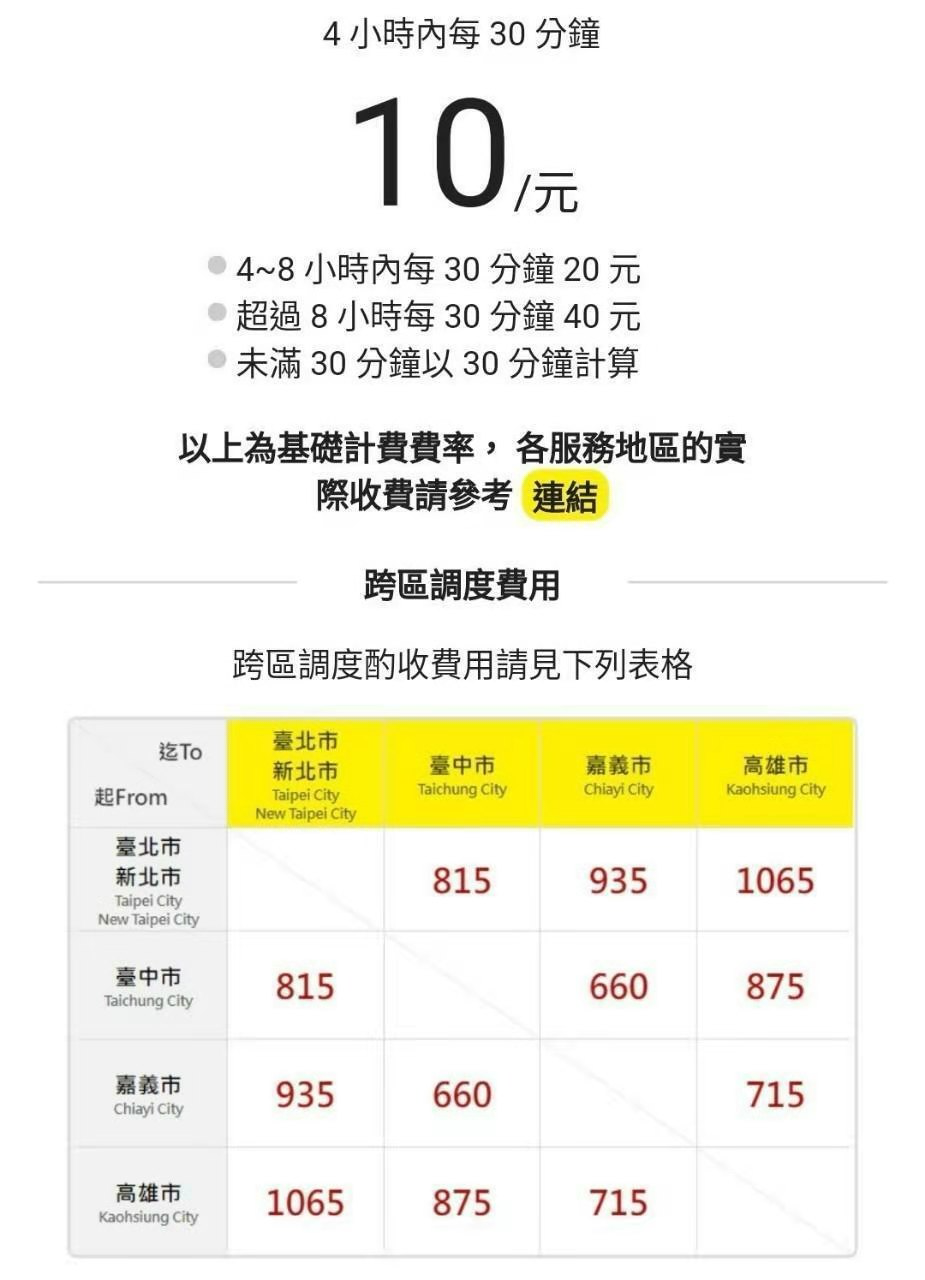 4 小時內每 30 分鐘
10/元
4~8 小時內每 30 分鐘 20 元
超過 8 小時每 30 分鐘 40 元
未滿 30 分鐘以 30 分鐘計算
以上為基礎計費費率， 各服務地區的實
際收費請參考 連結
跨區調度費用
跨區調度酌收費用請見下列表格
迄To
起From
臺北市
新北市
Taipei City
New Taipei City
臺中市
Taichung City
嘉義市
Chiayi City
高雄市
Kaohsiung City
臺北市
新北市
Taipei City
New Taipei City
815
935
1065
臺中市
Taichung City
815
660
875
嘉義市
Chiayi City
935
660
715
高雄市
Kaohsiung City
1065
875
715